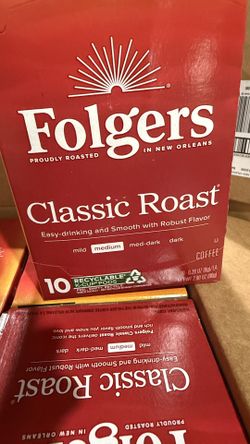 Folgers
PROUDLY ROASTED IN NEW ORLEANS
Classic Roast
Easy-drinking and Smooth with Robust Flavor
mild medium med-dark dark
COFFEE
10 RECYCLABLE
mild medium med-dark dark
Easy-drinking and Smooth
with Robust Flavor
Classic Roast
PROUDLY ROASTED
IN NEW ORLEANS
Folgers